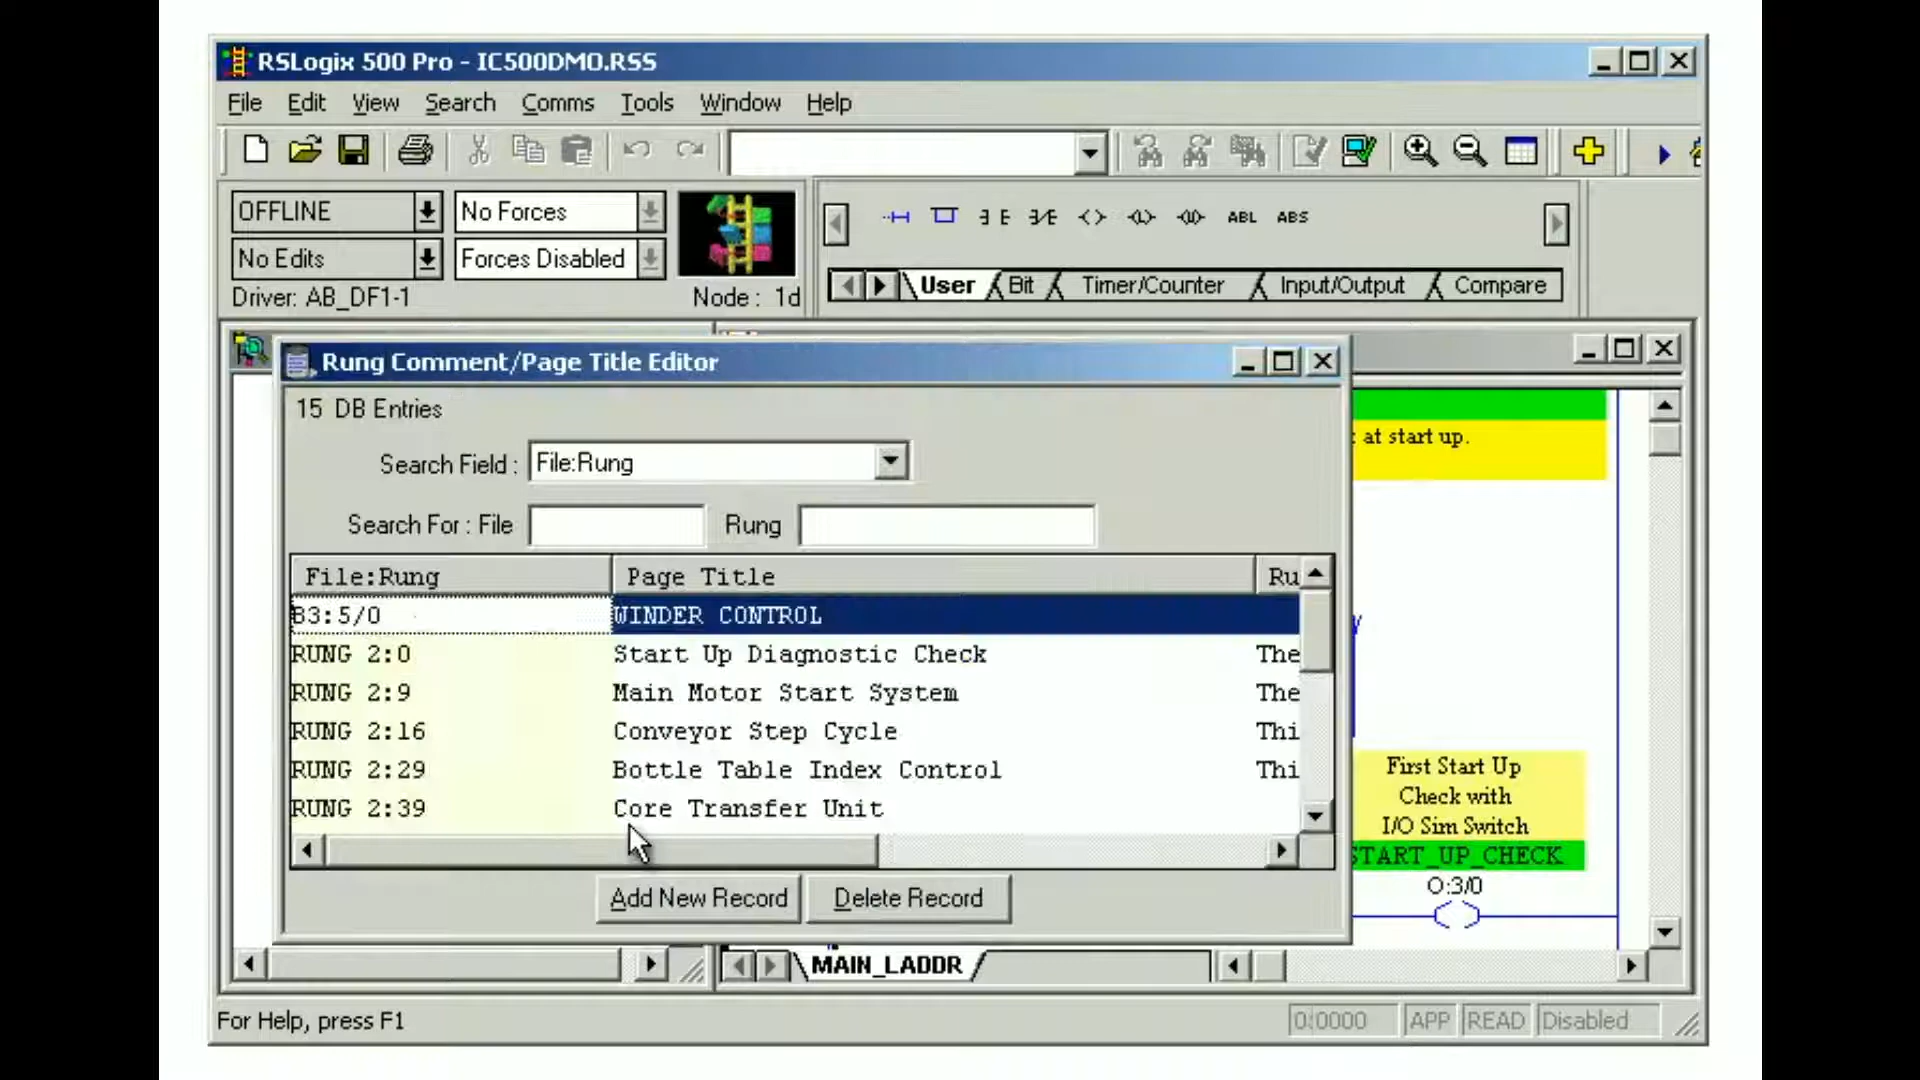 RSLogix 500 Pro - IC500DMO.RSS
File Edit View Search Comms Tools Window Help
OFFLINE No Forces
No Edits Forces Disabled
Driver: AB_DF1-1 Node : 1d
ABL ABS
User Bit Timer/Counter Input/Output Compare
Rung Comment/Page Title Editor
15 DB Entries
Search Field : File:Rung
Search For : File Rung
File:Rung Page Title Ru
B3:5/0 WINDER CONTROL
RUNG 2:0 Start Up Diagnostic Check The
RUNG 2:9 Main Motor Start System The
RUNG 2:16 Conveyor Step Cycle Thi
RUNG 2:29 Bottle Table Index Control Thi
RUNG 2:39 Core Transfer Unit
Add New Record Delete Record
at start up.
First Start Up
Check with
I/O Sim Switch
START_UP_CHECK
O:3/0
MAIN_LADDR
For Help, press F1 0:0000 APP READ Disabled